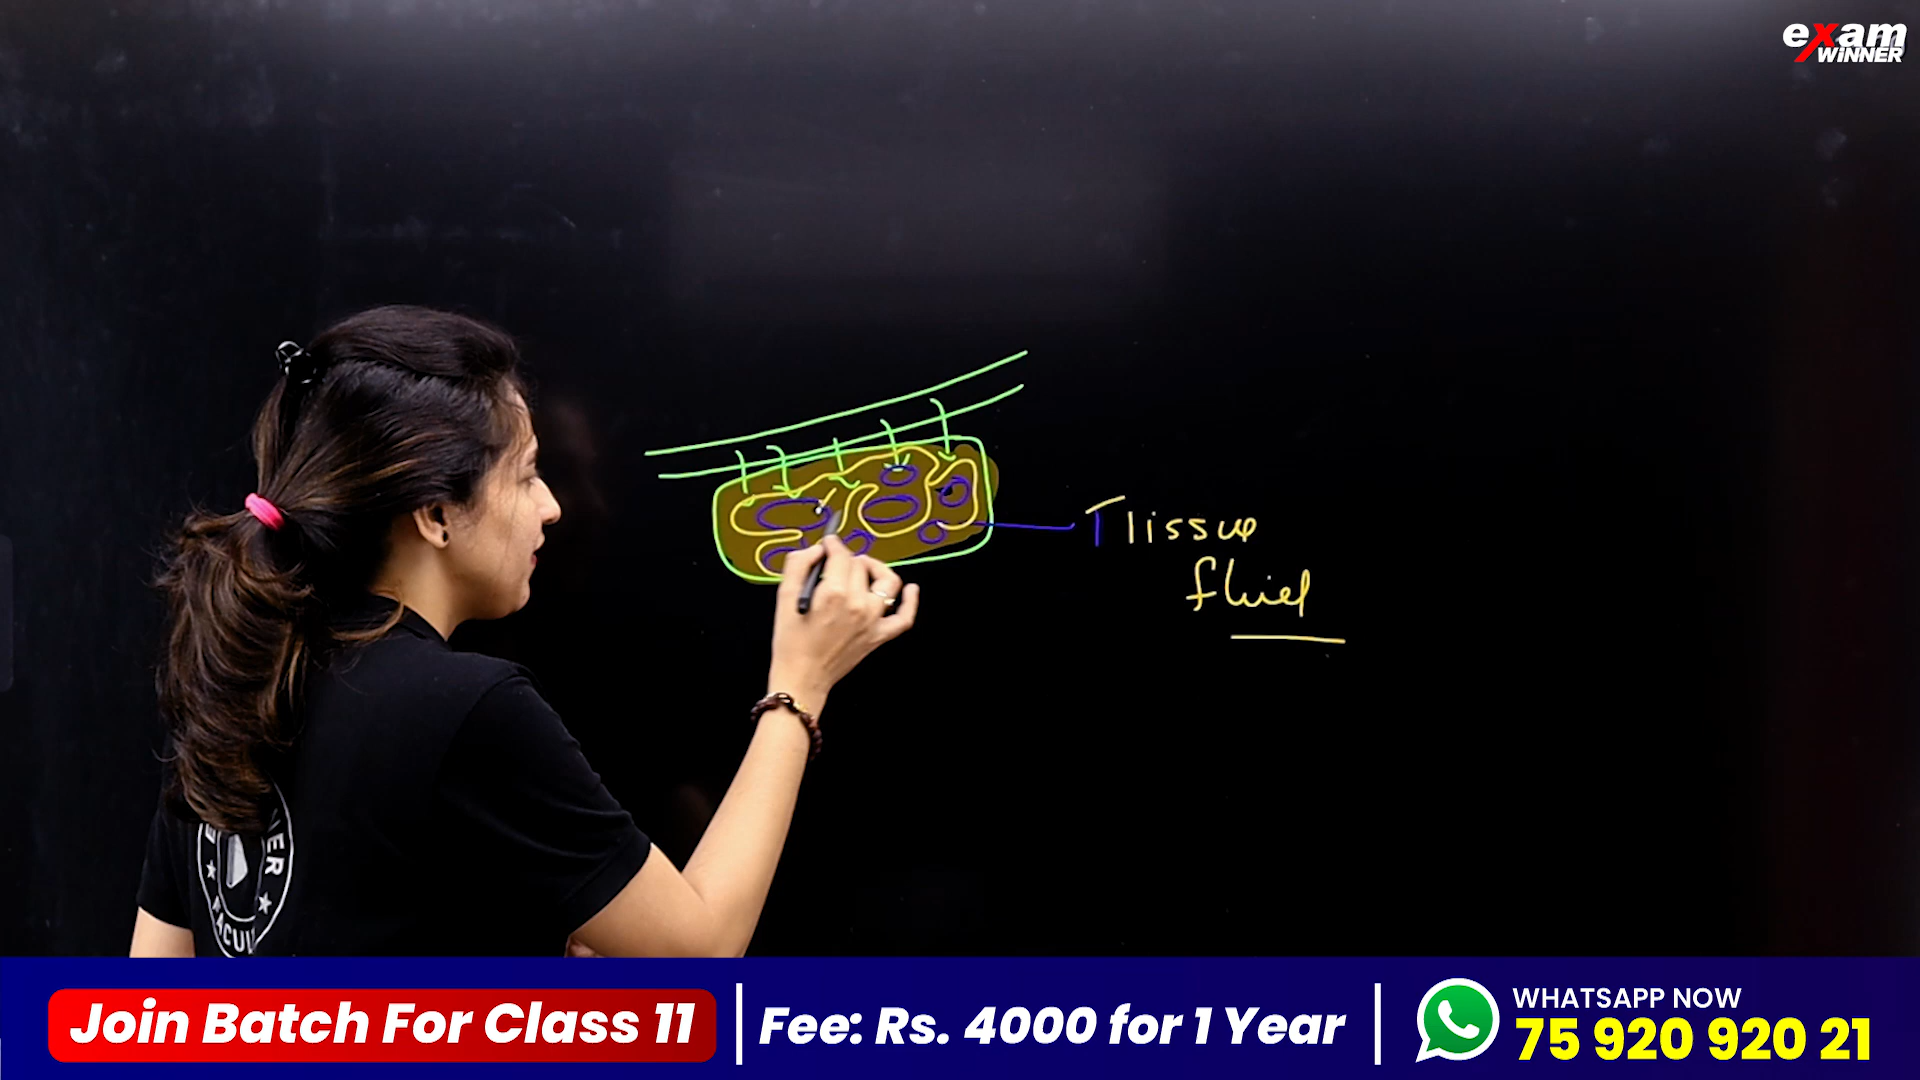 exam
WINNER
Tissue
fluid
Join Batch For Class 11
Fee: Rs. 4000 for 1 Year
WHATSAPP NOW
75 920 920 21